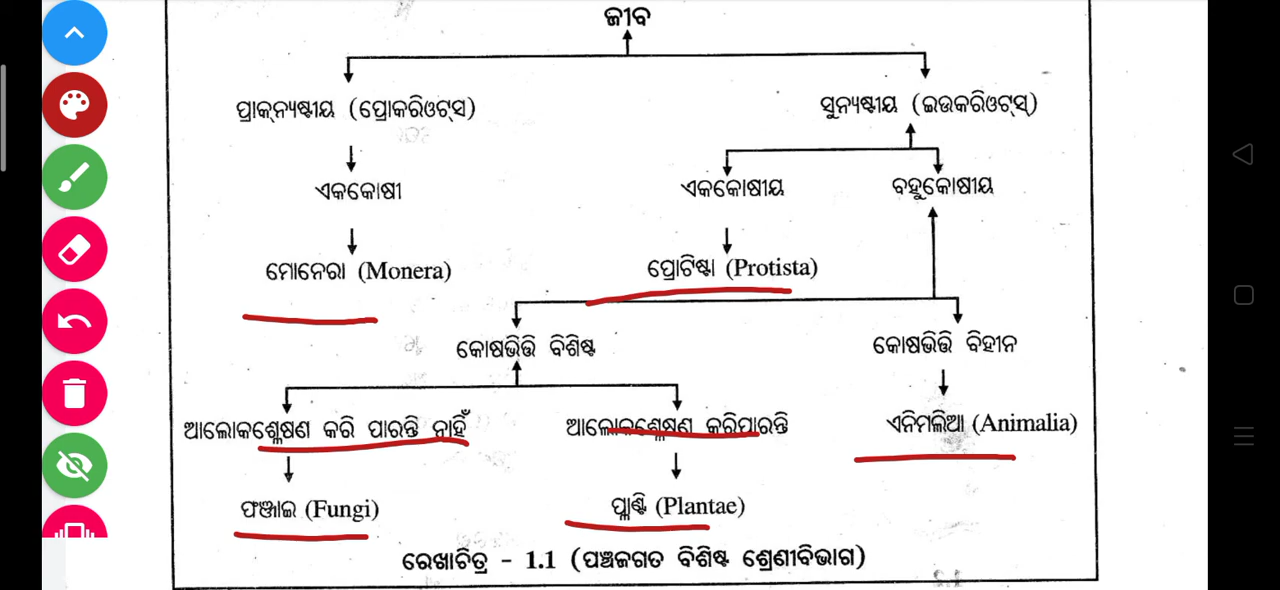 ଜୀବ
ପ୍ରାକ୍‌ନ୍ୟଷ୍ଟୀୟ (ପ୍ରୋକରିଓଟ୍‌ସ) ସୁନ୍ୟଷ୍ଟୀୟ (ଇଉକରିଓଟ୍‌ସ୍)
ଏକକୋଷୀ ଏକକୋଷୀୟ ବହୁକୋଷୀୟ
ମୋନେରା (Monera) ପ୍ରୋଟିଷ୍ଟା (Protista)
କୋଷଭିତ୍ତି ବିଶିଷ୍ଟ କୋଷଭିତ୍ତି ବିହୀନ
ଆଲୋକଶ୍ଳେଷଣ କରି ପାରନ୍ତି ନାହିଁ ଆଲୋକଶ୍ଳେଷଣ କରିପାରନ୍ତି ଏନିମଲିଆ (Animalia)
ଫଞ୍ଜାଇ (Fungi) ପ୍ଲାଣ୍ଟି (Plantae)
ରେଖାଚିତ୍ର - 1.1 (ପଞ୍ଚଜଗତ ବିଶିଷ୍ଟ ଶ୍ରେଣୀବିଭାଗ)